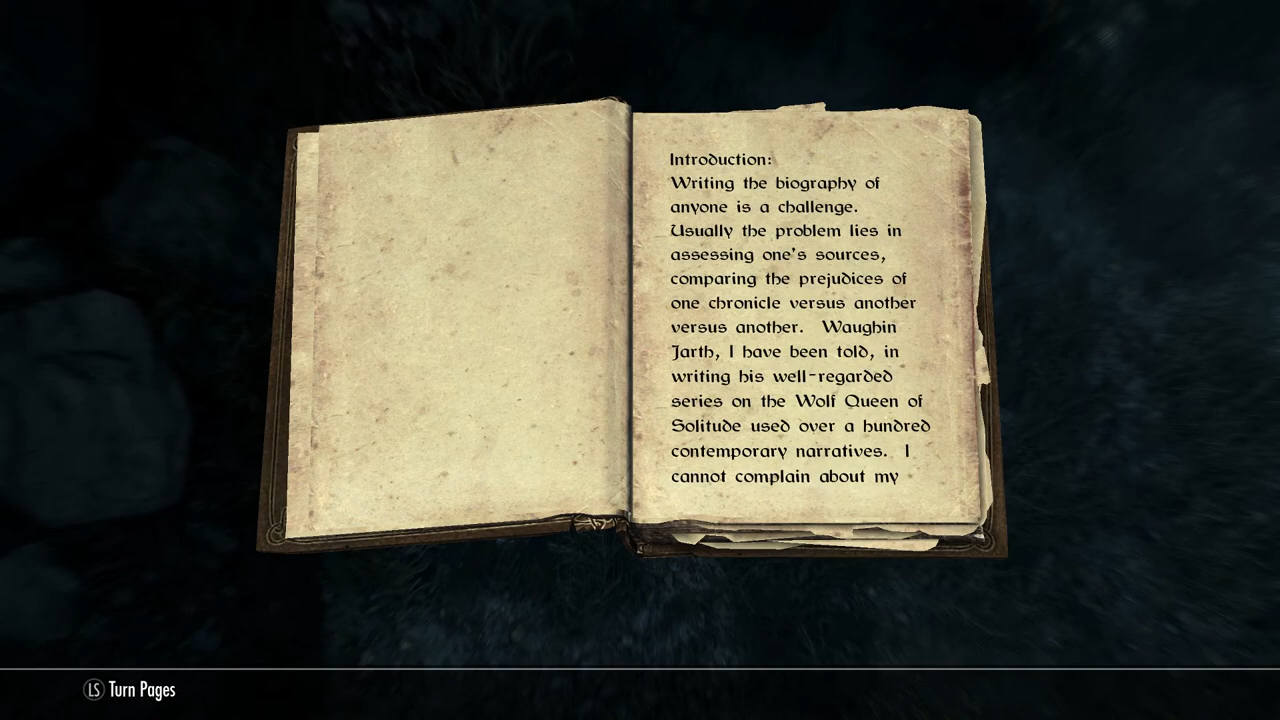 Introduction:
Writing the biography of
anyone is a challenge.
Usually the problem lies in
assessing one's sources,
comparing the prejudices of
one chronicle versus another
versus another.  Waughin
Jarth, I have been told, in
writing his well-regarded
series on the Wolf Queen of
Solitude used over a hundred
contemporary narratives.  I
cannot complain about my
LS Turn Pages